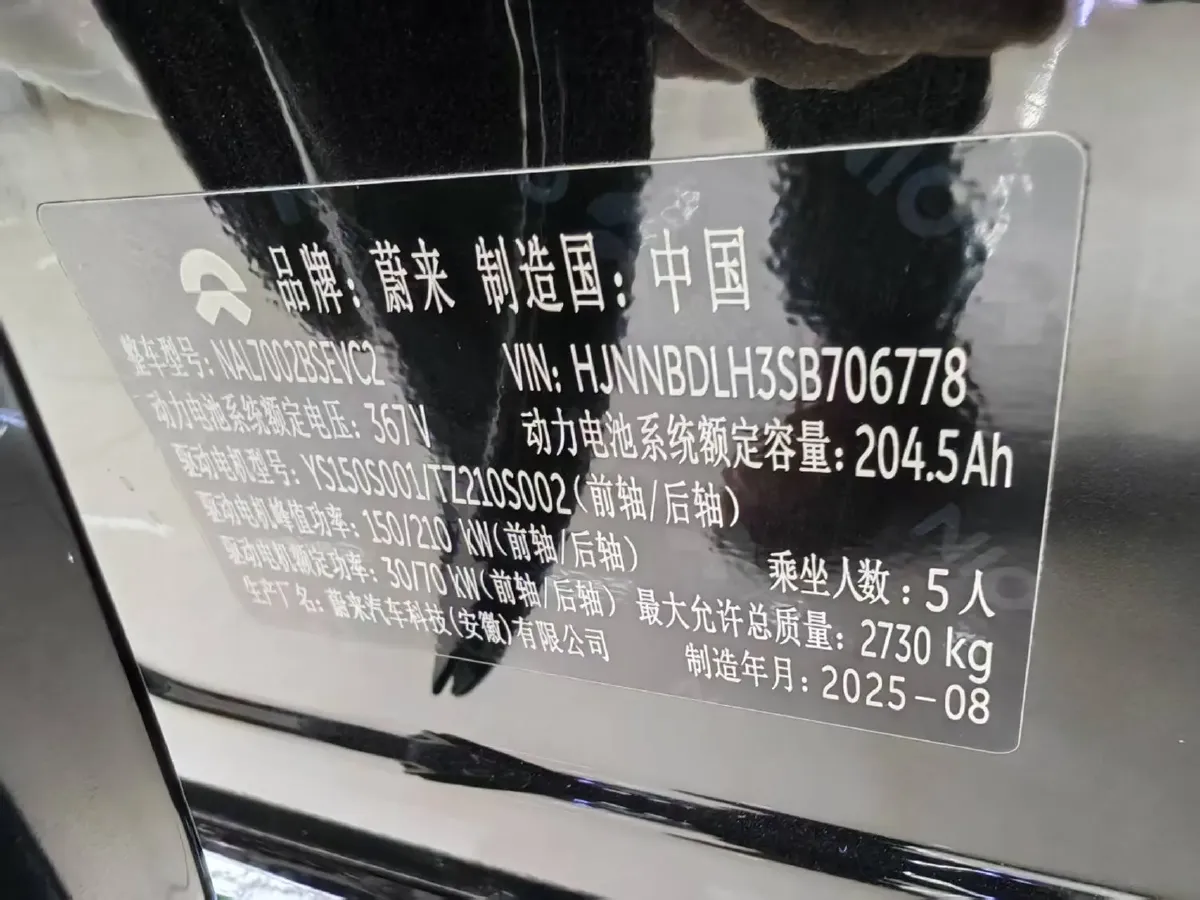 品牌：蔚来 制造国：中国
整车型号：NAL7002BSEVC2 VIN：HJNNBDLH3SB706778
动力电池系统额定电压：367V 动力电池系统额定容量：204.5Ah
驱动电机型号：YS150S001/TZ210S002(前轴/后轴)
驱动电机峰值功率：150/210 kW(前轴/后轴) 乘坐人数：5人
驱动电机额定功率：30/70 kW(前轴/后轴) 最大允许总质量：2730 kg
生产厂名：蔚来汽车科技(安徽)有限公司 制造年月：2025-08
NIO
NIO